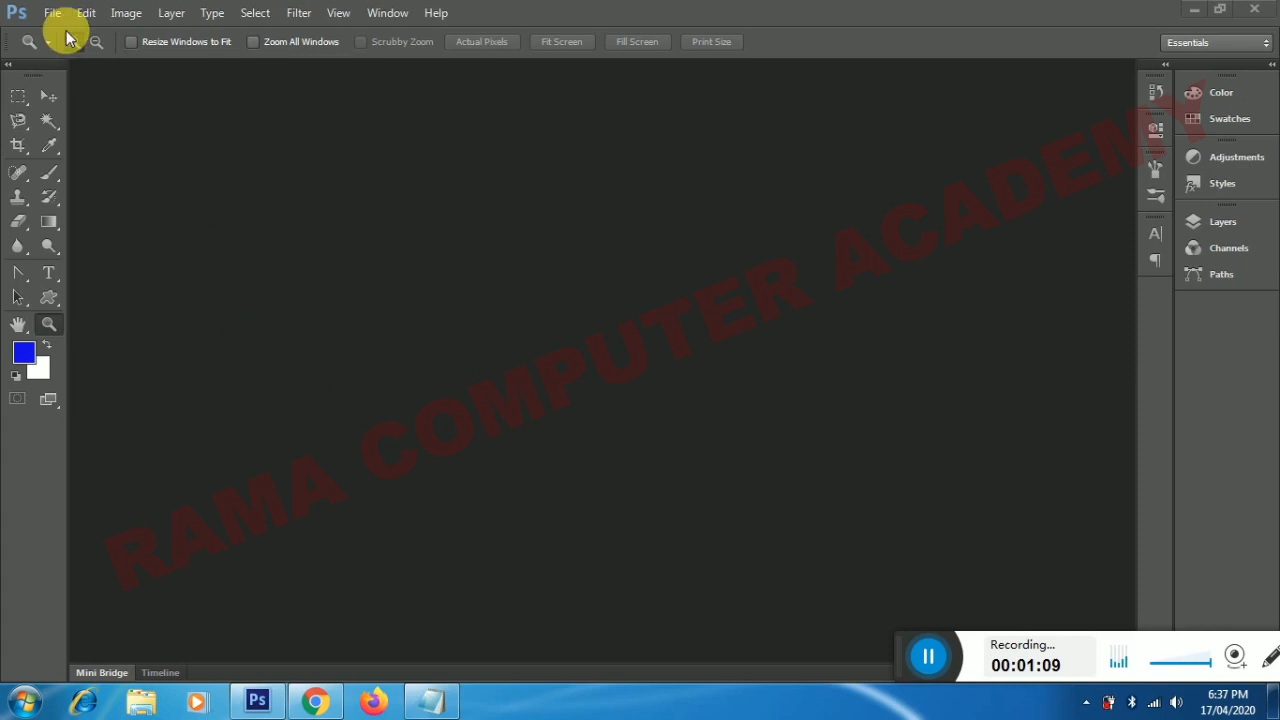 Ps File Edit Image Layer Type Select Filter View Window Help
Resize Windows to Fit Zoom All Windows Scrubby Zoom Actual Pixels Fit Screen Fill Screen Print Size Essentials
Color
Swatches
Adjustments
Styles
Layers
Channels
Paths
RAMA COMPUTER ACADEMY
Recording...
00:01:09
Mini Bridge Timeline
Ps
6:37 PM
17/04/2020